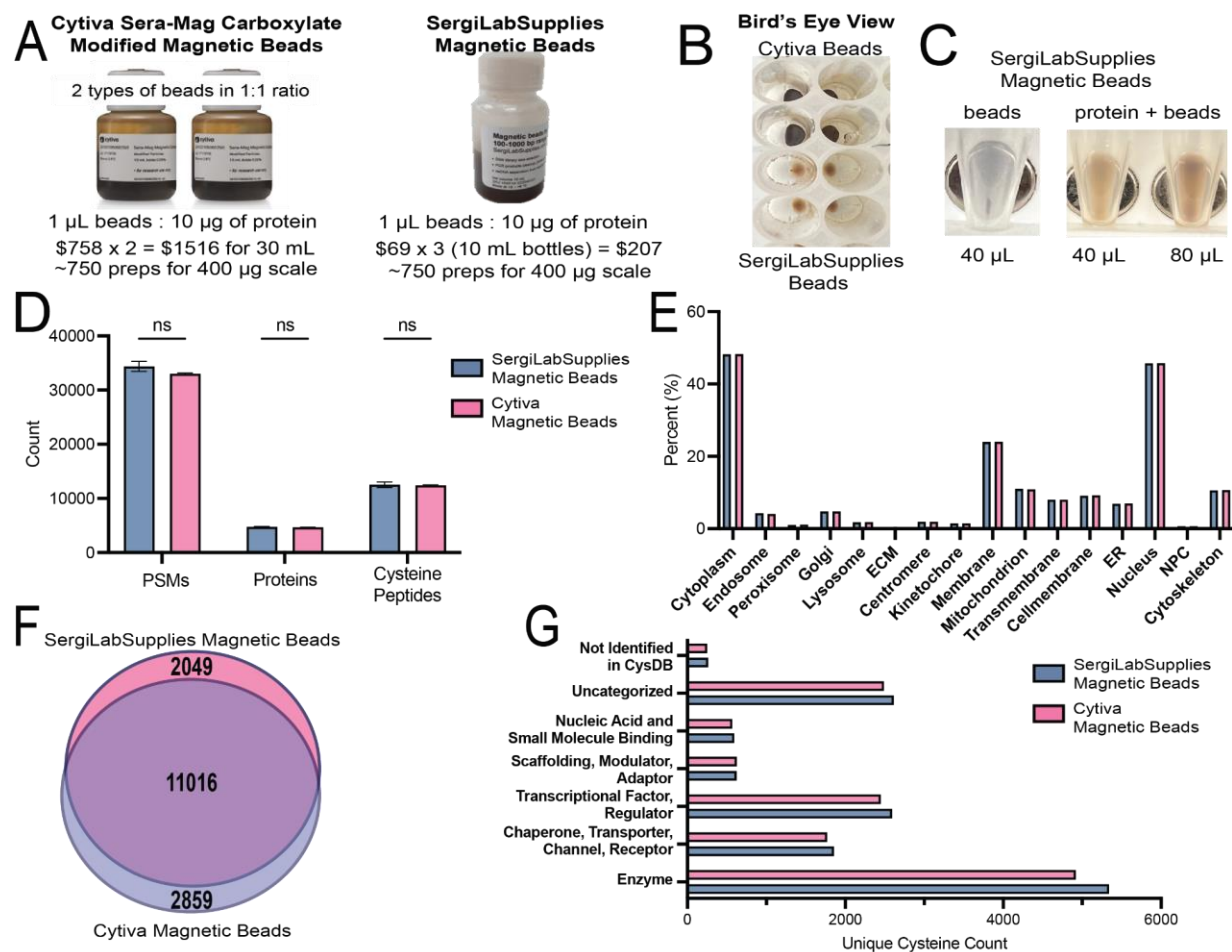 A
Cytiva Sera-Mag Carboxylate
Modified Magnetic Beads
2 types of beads in 1:1 ratio
cytiva
cytiva
1 µL beads : 10 µg of protein
$758 x 2 = $1516 for 30 mL
~750 preps for 400 µg scale
SergiLabSupplies
Magnetic Beads
Magnetic beads
100-1000 bp
SergiLabSupplies
1 µL beads : 10 µg of protein
$69 x 3 (10 mL bottles) = $207
~750 preps for 400 µg scale
B
Bird's Eye View
Cytiva Beads
SergiLabSupplies
Beads
C
SergiLabSupplies
Magnetic Beads
beads
protein + beads
40 µL
40 µL
80 µL
D
40000
30000
20000
10000
0
Count
ns
ns
ns
PSMs
Proteins
Cysteine
Peptides
SergiLabSupplies
Magnetic Beads
Cytiva
Magnetic Beads
E
60
40
20
0
Percent (%)
Cytoplasm
Endosome
Peroxisome
Golgi
Lysosome
ECM
Centromere
Kinetochore
Membrane
Mitochondrion
Transmembrane
Cellmembrane
ER
Nucleus
NPC
Cytoskeleton
F
SergiLabSupplies Magnetic Beads
2049
11016
2859
Cytiva Magnetic Beads
G
Not Identified
in CysDB
Uncategorized
Nucleic Acid and
Small Molecule Binding
Scaffolding, Modulator,
Adaptor
Transcriptional Factor,
Regulator
Chaperone, Transporter,
Channel, Receptor
Enzyme
0
2000
4000
6000
Unique Cysteine Count
SergiLabSupplies
Magnetic Beads
Cytiva
Magnetic Beads